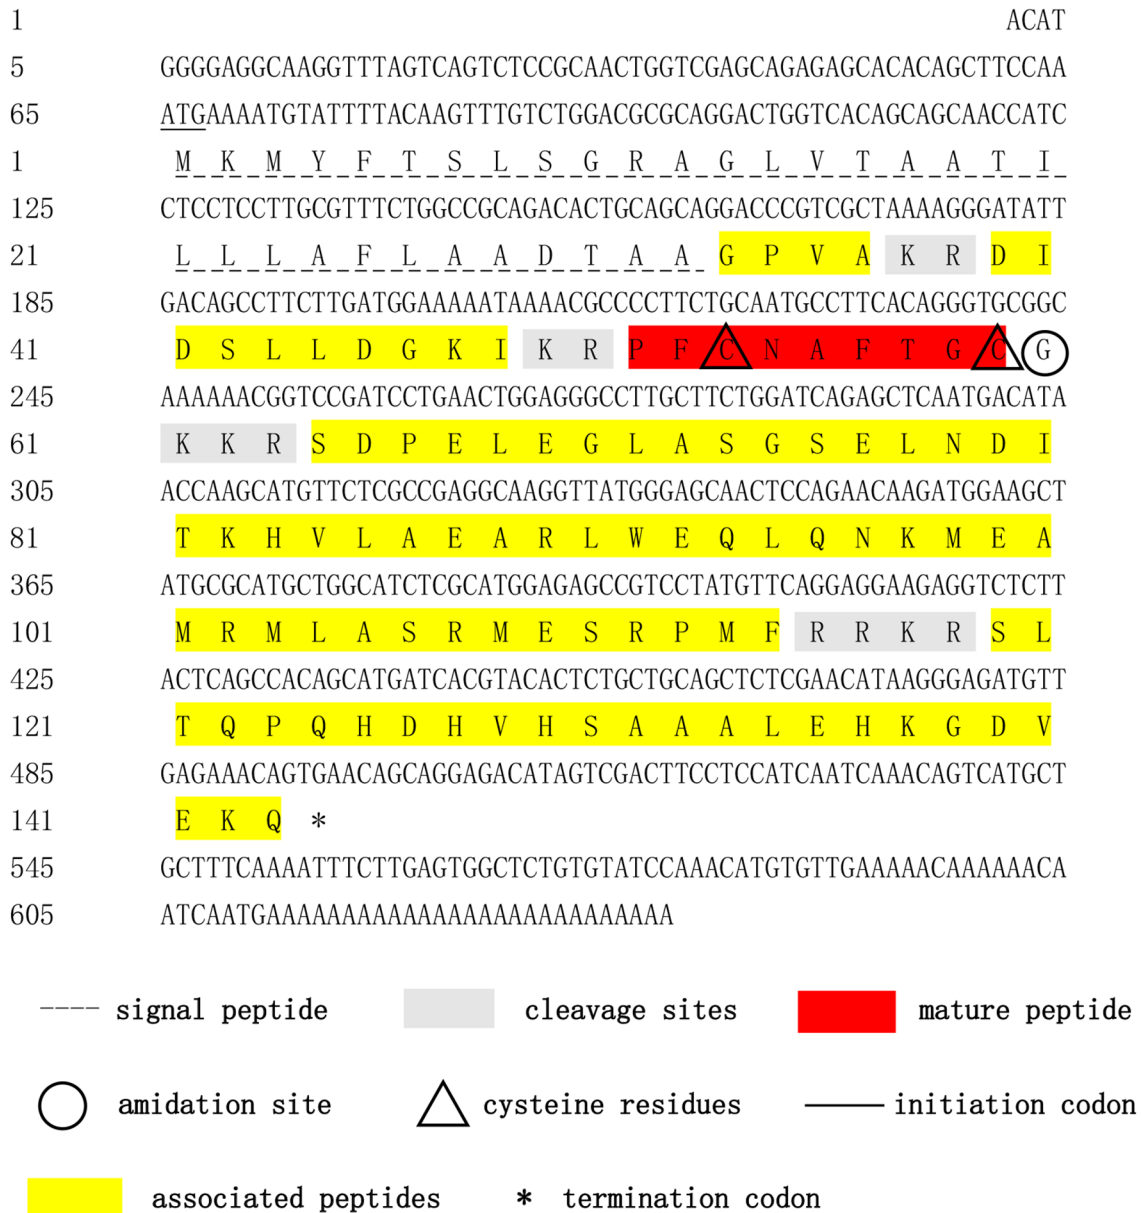 1 ACAT
5 GGGGAGGCAAGGTTTAGTCAGTCTCCGCAACTGGTCGAGCAGAGAGCACACAGCTTCCAA
65 ATGAAAATGTATTTTACAAGTTTGTCTGGACGCGCAGGACTGGTCACAGCAGCAACCATC
1 M K M Y F T S L S G R A G L V T A A T I
125 CTCCTCCTTGCGTTTCTGGCCGCAGACACTGCAGCAGGACCCGTCGCTAAAAGGGATATT
21 L L L A F L A A D T A A G P V A K R D I
185 GACAGCCTTCTTGATGGAAAAATAAAACGCCCCTTCTGCAATGCCTTCACAGGGTGCGGC
41 D S L L D G K I K R P F C N A F T G C G
245 AAAAAACGGTCCGATCCTGAACTGGAGGGCCTTGCTTCTGGATCAGAGCTCAATGACATA
61 K K R S D P E L E G L A S G S E L N D I
305 ACCAAGCATGTTCTCGCCGAGGCAAGGTTATGGGAGCAACTCCAGAACAAGATGGAAGCT
81 T K H V L A E A R L W E Q L Q N K M E A
365 ATGCGCATGCTGGCATCTCGCATGGAGAGCCGTCCTATGTTCAGGAGGAAGAGGTCTCTT
101 M R M L A S R M E S R P M F R R K R S L
425 ACTCAGCCACAGCATGATCACGTACACTCTGCTGCAGCTCTCGAACATAAGGGAGATGTT
121 T Q P Q H D H V H S A A A L E H K G D V
485 GAGAAACAGTGAACAGCAGGAGACATAGTCGACTTCCTCCATCAATCAAACAGTCATGCT
141 E K Q *
545 GCTTTCAAAATTTCTTGAGTGGCTCTGTGTATCCAAACATGTGTTGAAAAACAAAAAACA
605 ATCAATGAAAAAAAAAAAAAAAAAAAAAAAAAAA
---- signal peptide cleavage sites mature peptide
amidation site cysteine residues initiation codon
associated peptides * termination codon